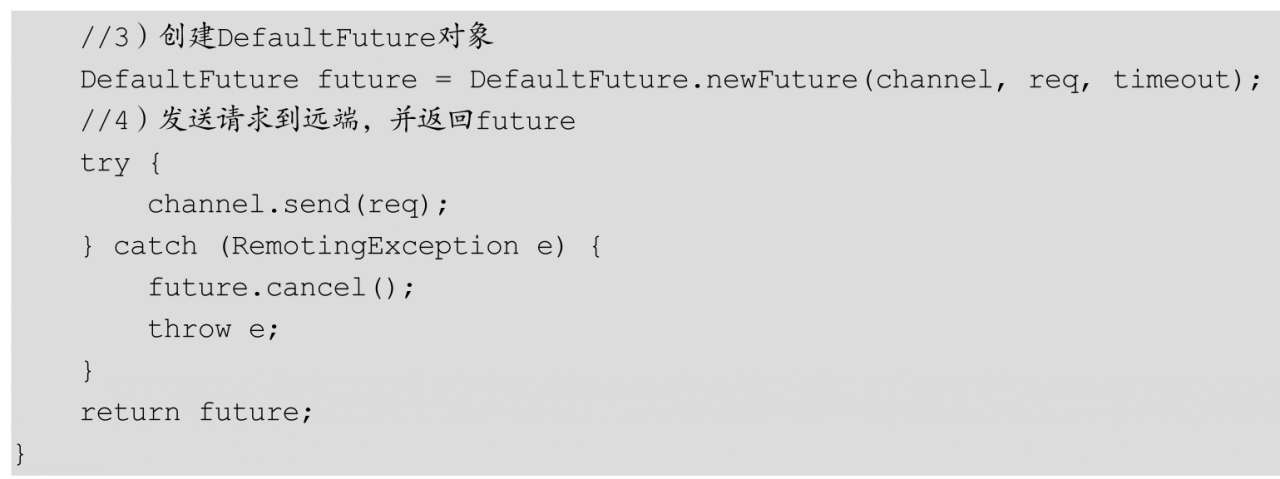 //3）创建DefaultFuture对象
DefaultFuture future = DefaultFuture.newFuture(channel, req, timeout);
//4）发送请求到远端，并返回future
try {
channel.send(req);
} catch (RemotingException e) {
future.cancel();
throw e;
}
return future;
}